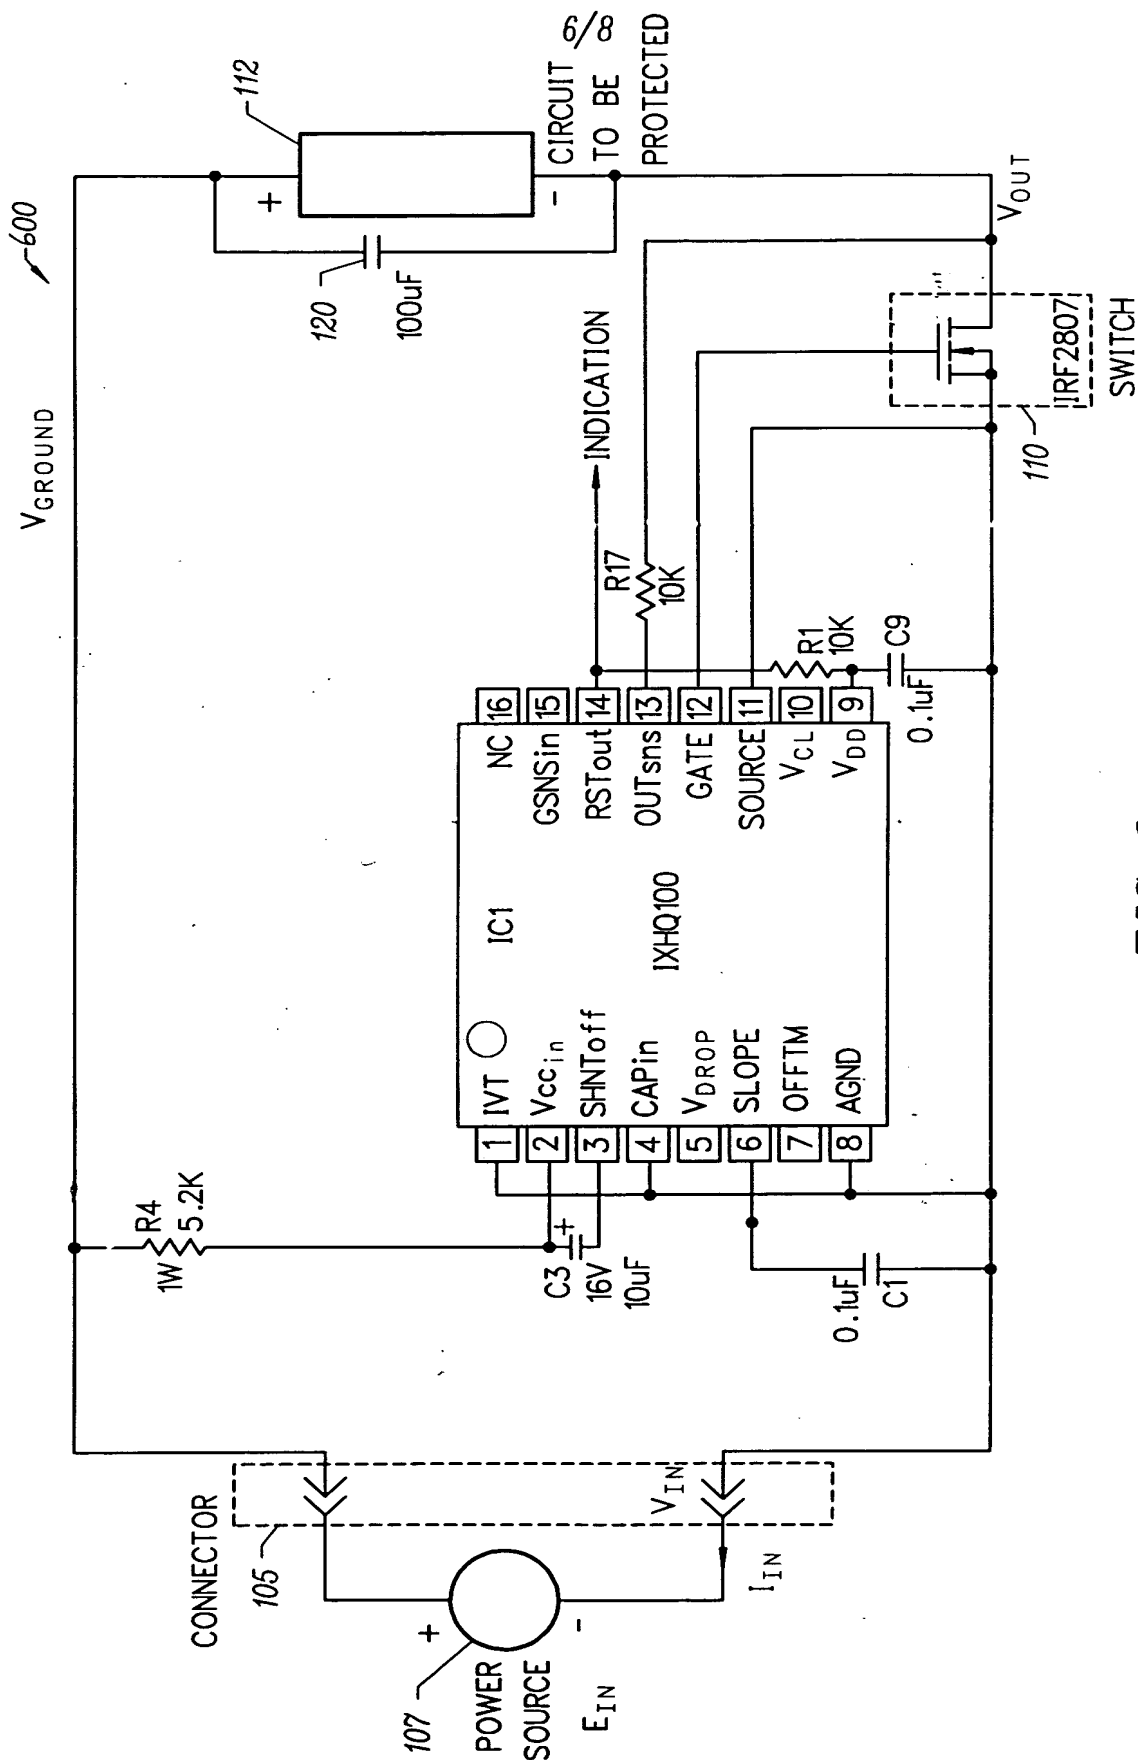 6/8
600
V_GROUND
112
+
-
CIRCUIT
TO BE
PROTECTED
120
100uF
INDICATION
V_OUT
IRF2807
110
SWITCH
R17
10K
R1
10K
C9
0.1uF
IC1
IXHQ100
1 IVT
2 Vcc_in
3 SHNToff
4 CAPin
5 V_DROP
6 SLOPE
7 OFFTM
8 AGND
NC 16
GSNSin 15
RSTout 14
OUTsns 13
GATE 12
SOURCE 11
V_CL 10
V_DD 9
R4
5.2K
1W
C3
+
16V
10uF
0.1uF
C1
CONNECTOR
105
V_IN
I_IN
+
-
107
POWER
SOURCE
E_IN